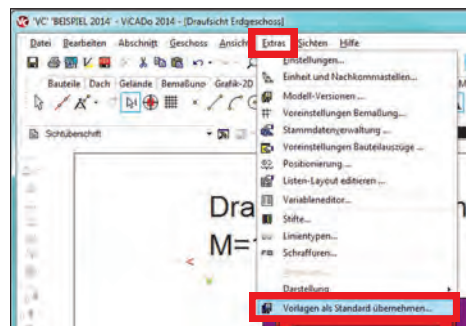 'VC' 'BEISPIEL 2014' - ViCADo 2014 - [Draufsicht Erdgeschoss]
Datei Bearbeiten Abschnitt Geschoss Ansicht Extras Sichten Hilfe
Bauteile Dach Gelände Bemaßung Grafik-2D
Sichtüberschrift
Einstellungen...
Einheit und Nachkommastellen...
Modell-Versionen ...
Voreinstellungen Bemaßung...
Stammdatenverwaltung ...
Voreinstellungen Bauteilauszüge ...
Positionierung ...
Listen-Layout editieren ...
Variableneditor...
Stifte...
Linientypen...
Schraffuren...
Darstellung
Vorlagen als Standard übernehmen...
Dra
M=